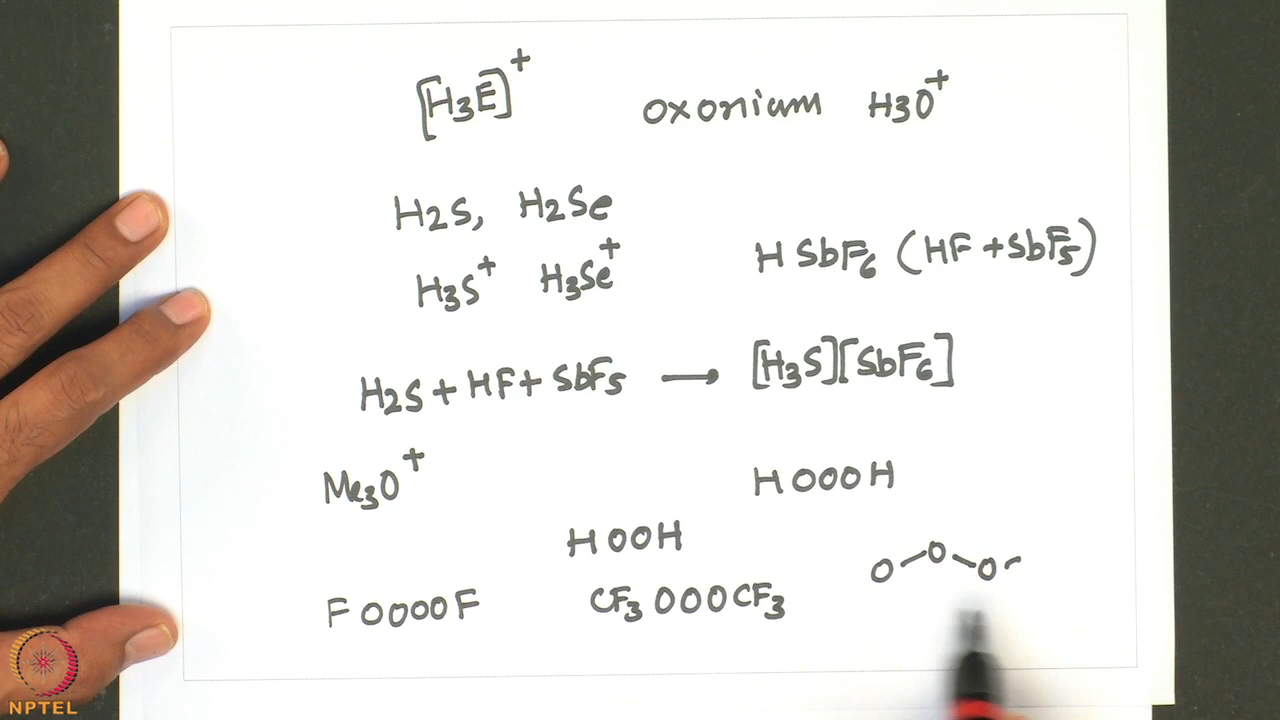 [H3E]+ oxonium H3O+
H2S, H2Se
H3S+ H3Se+ HSbF6 (HF + SbF5)
H2S + HF + SbF5 → [H3S][SbF6]
Me3O+ HOOOH
HOOH
O-O-O-
FOOOOF CF3OOOCF3
NPTEL